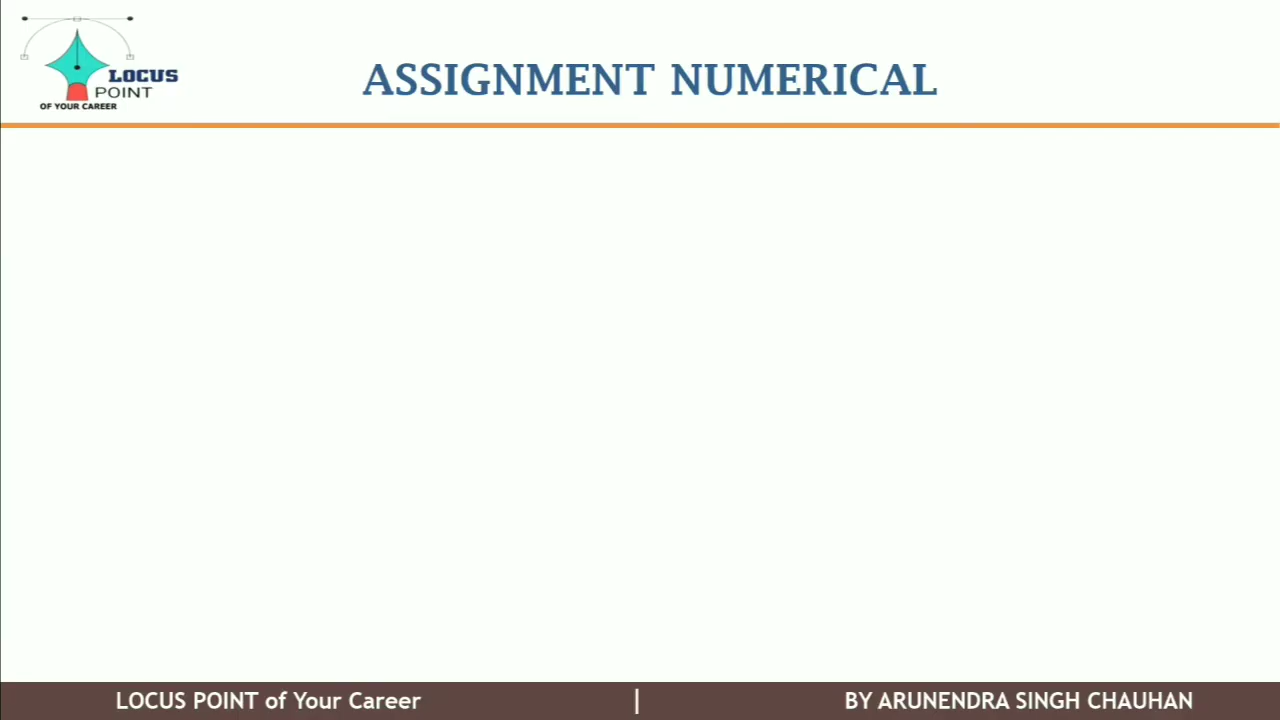 LOCUS
POINT
OF YOUR CAREER
ASSIGNMENT NUMERICAL
LOCUS POINT of Your Career | BY ARUNENDRA SINGH CHAUHAN